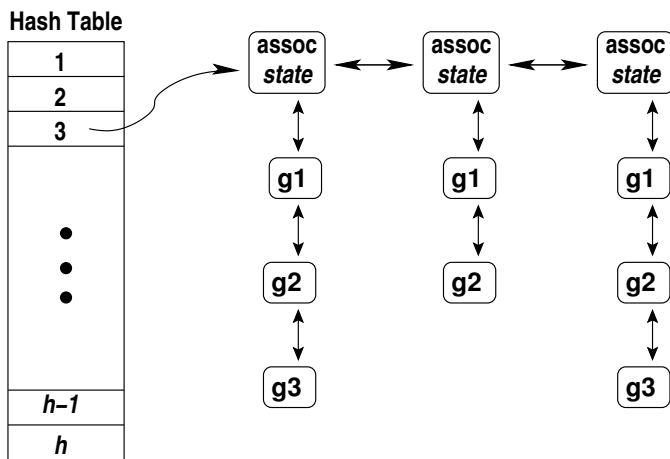 Hash Table
1
2
3
h−1
h
assoc
state
g1
g2
g3
assoc
state
g1
g2
assoc
state
g1
g2
g3